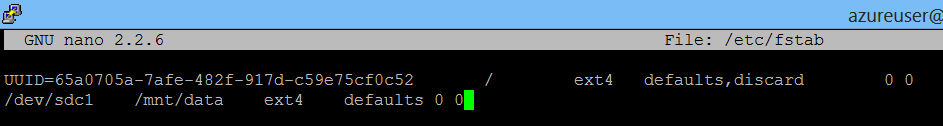 azureuser@
GNU nano 2.2.6 File: /etc/fstab
UUID=65a0705a-7afe-482f-917d-c59e75cf0c52 / ext4 defaults,discard 0 0
/dev/sdc1 /mnt/data ext4 defaults 0 0